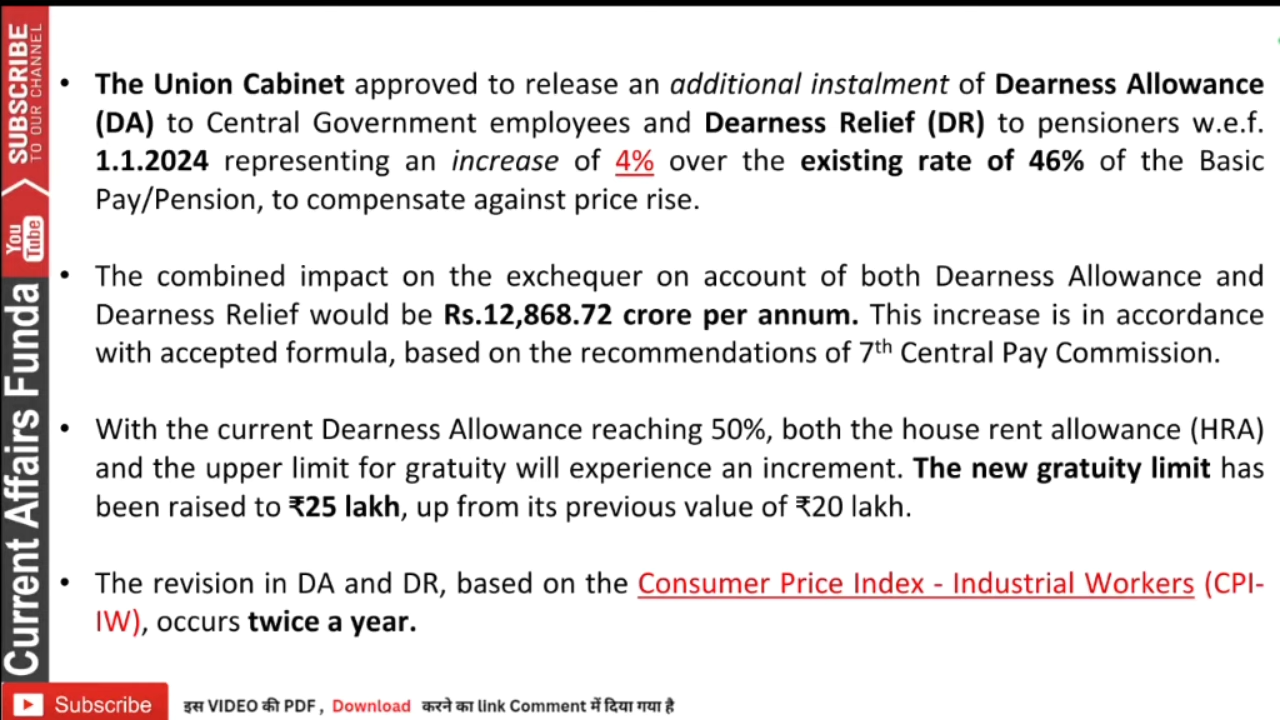 SUBSCRIBE
TO OUR CHANNEL
You
Tube
Current Affairs Funda
• The Union Cabinet approved to release an additional instalment of Dearness Allowance
(DA) to Central Government employees and Dearness Relief (DR) to pensioners w.e.f.
1.1.2024 representing an increase of 4% over the existing rate of 46% of the Basic
Pay/Pension, to compensate against price rise.
• The combined impact on the exchequer on account of both Dearness Allowance and
Dearness Relief would be Rs.12,868.72 crore per annum. This increase is in accordance
with accepted formula, based on the recommendations of 7th Central Pay Commission.
• With the current Dearness Allowance reaching 50%, both the house rent allowance (HRA)
and the upper limit for gratuity will experience an increment. The new gratuity limit has
been raised to ₹25 lakh, up from its previous value of ₹20 lakh.
• The revision in DA and DR, based on the Consumer Price Index - Industrial Workers (CPI-
IW), occurs twice a year.
Subscribe
इस VIDEO की PDF, Download करने का link Comment में दिया गया है